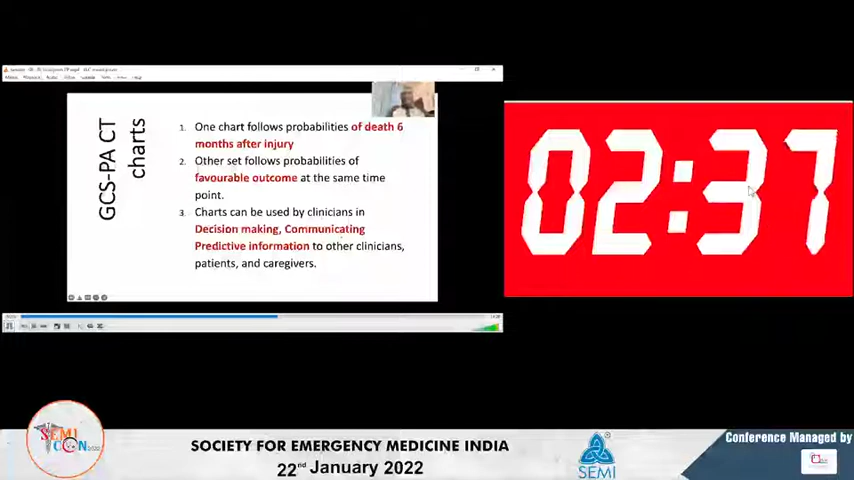 GCS-PA CT
charts
1. One chart follows probabilities of death 6
months after injury
2. Other set follows probabilities of
favourable outcome at the same time
point.
3. Charts can be used by clinicians in
Decision making, Communicating
Predictive information to other clinicians,
patients, and caregivers.
02:37
SEMI
CON
SOCIETY FOR EMERGENCY MEDICINE INDIA
22nd January 2022
SEMI
Conference Managed by